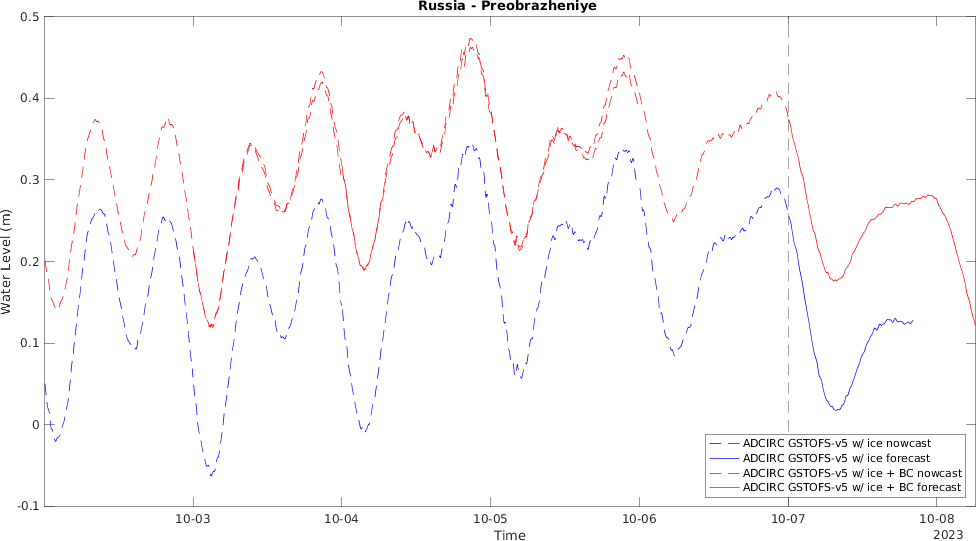 Russia - Preobrazheniye
0.5
0.4
0.3
0.2
0.1
0
-0.1
Water Level (m)
10-03
10-04
10-05
10-06
10-07
10-08
Time
2023
ADCIRC GSTOFS-v5 w/ ice nowcast
ADCIRC GSTOFS-v5 w/ ice forecast
ADCIRC GSTOFS-v5 w/ ice + BC nowcast
ADCIRC GSTOFS-v5 w/ ice + BC forecast